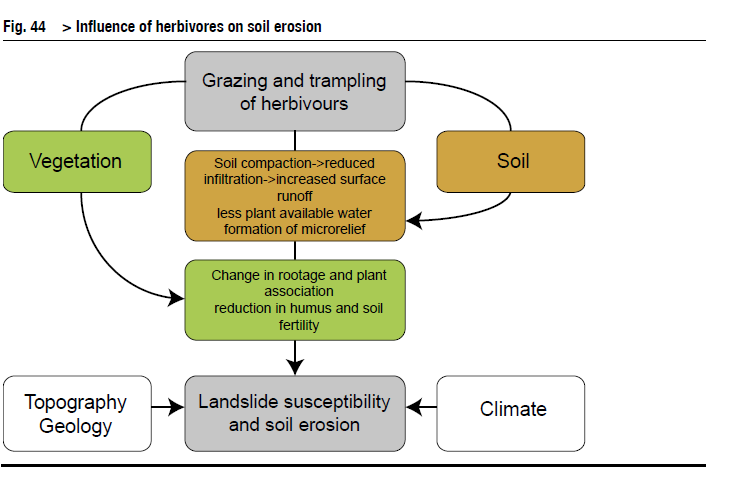 Fig. 44 > Influence of herbivores on soil erosion
Grazing and trampling
of herbivours
Vegetation
Soil compaction->reduced
infiltration->increased surface
runoff
less plant available water
formation of microrelief
Soil
Change in rootage and plant
association
reduction in humus and soil
fertility
Topography
Geology
Landslide susceptibility
and soil erosion
Climate